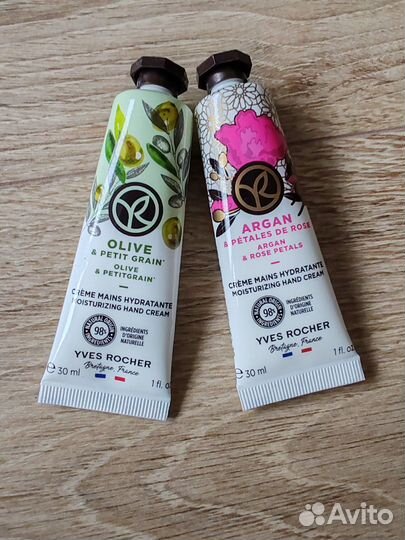 OLIVE
& PETIT GRAIN
OLIVE
& PETITGRAIN
CRÈME MAINS HYDRATANTE
MOISTURIZING HAND CREAM
98%
INGRÉDIENTS
D'ORIGINE
NATURELLE
YVES ROCHER
Bretagne, France
℮ 30 ml
1 fl. oz
ARGAN
& PÉTALES DE ROSE
ARGAN
& ROSE PETALS
CRÈME MAINS HYDRATANTE
MOISTURIZING HAND CREAM
98%
INGRÉDIENTS
D'ORIGINE
NATURELLE
YVES ROCHER
Bretagne, France
℮ 30 ml
1 fl. oz
Avito